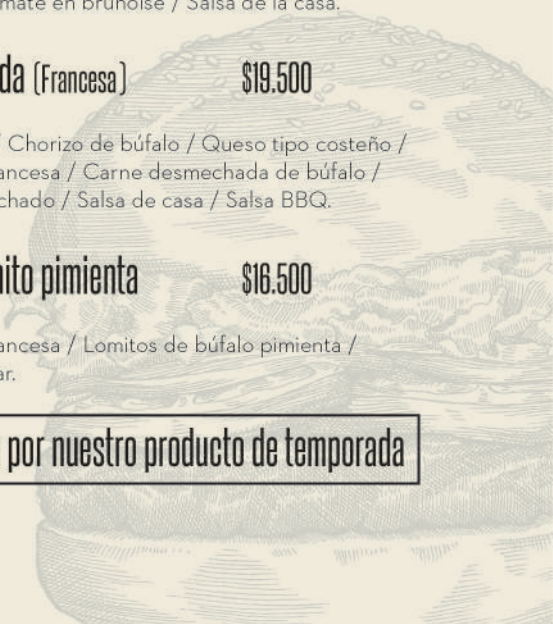 mate en brunoise / Salsa de la casa.
da (Francesa) $19.500
/ Chorizo de búfalo / Queso tipo costeño /
ancesa / Carne desmechada de búfalo /
chado / Salsa de casa / Salsa BBQ.
ito pimienta $16.500
ancesa / Lomitos de búfalo pimienta /
ar.
por nuestro producto de temporada